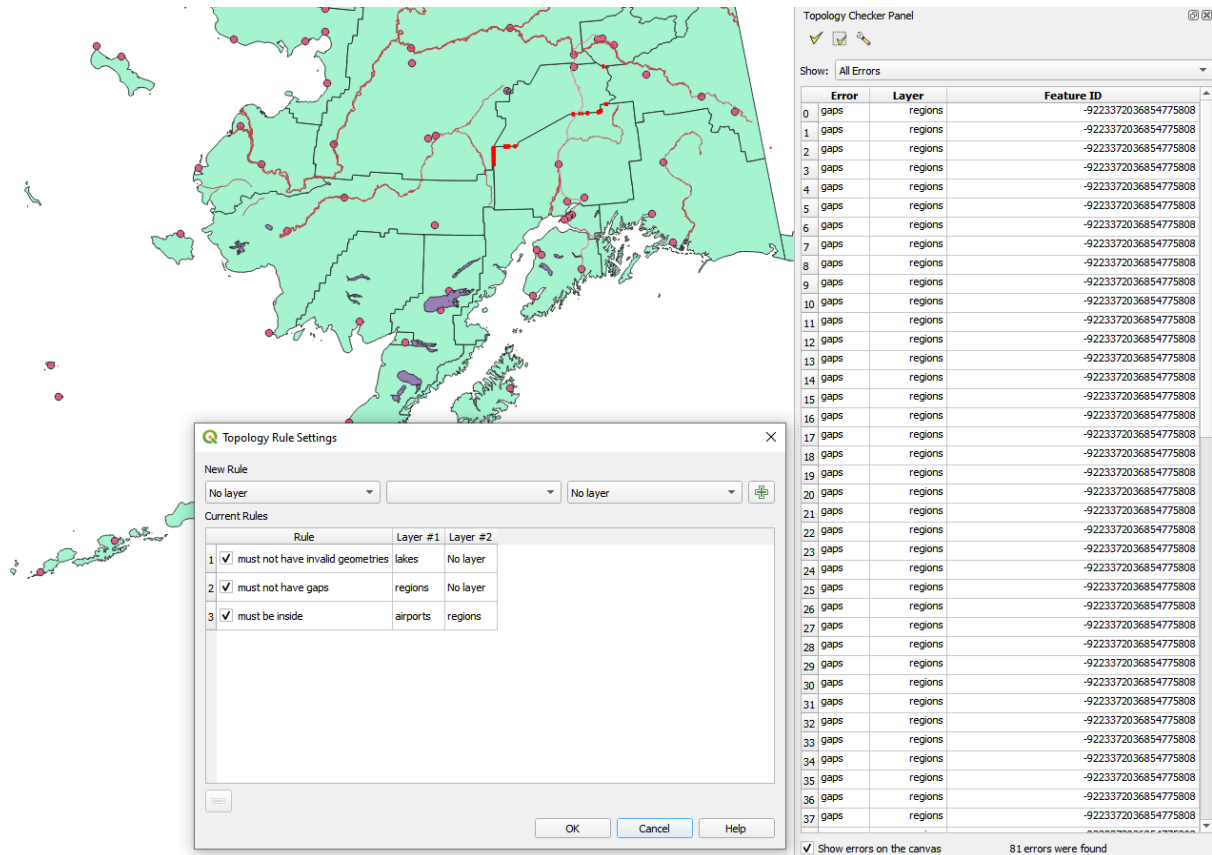 Topology Checker Panel
Show: All Errors
Error Layer Feature ID
0 gaps regions -9223372036854775808
1 gaps regions -9223372036854775808
2 gaps regions -9223372036854775808
3 gaps regions -9223372036854775808
4 gaps regions -9223372036854775808
5 gaps regions -9223372036854775808
6 gaps regions -9223372036854775808
7 gaps regions -9223372036854775808
8 gaps regions -9223372036854775808
9 gaps regions -9223372036854775808
10 gaps regions -9223372036854775808
11 gaps regions -9223372036854775808
12 gaps regions -9223372036854775808
13 gaps regions -9223372036854775808
14 gaps regions -9223372036854775808
15 gaps regions -9223372036854775808
16 gaps regions -9223372036854775808
17 gaps regions -9223372036854775808
18 gaps regions -9223372036854775808
19 gaps regions -9223372036854775808
20 gaps regions -9223372036854775808
21 gaps regions -9223372036854775808
22 gaps regions -9223372036854775808
23 gaps regions -9223372036854775808
24 gaps regions -9223372036854775808
25 gaps regions -9223372036854775808
26 gaps regions -9223372036854775808
27 gaps regions -9223372036854775808
28 gaps regions -9223372036854775808
29 gaps regions -9223372036854775808
30 gaps regions -9223372036854775808
31 gaps regions -9223372036854775808
32 gaps regions -9223372036854775808
33 gaps regions -9223372036854775808
34 gaps regions -9223372036854775808
35 gaps regions -9223372036854775808
36 gaps regions -9223372036854775808
37 gaps regions -9223372036854775808
Show errors on the canvas 81 errors were found
Topology Rule Settings
New Rule
No layer No layer
Current Rules
Rule Layer #1 Layer #2
1 must not have invalid geometries lakes No layer
2 must not have gaps regions No layer
3 must be inside airports regions
OK Cancel Help